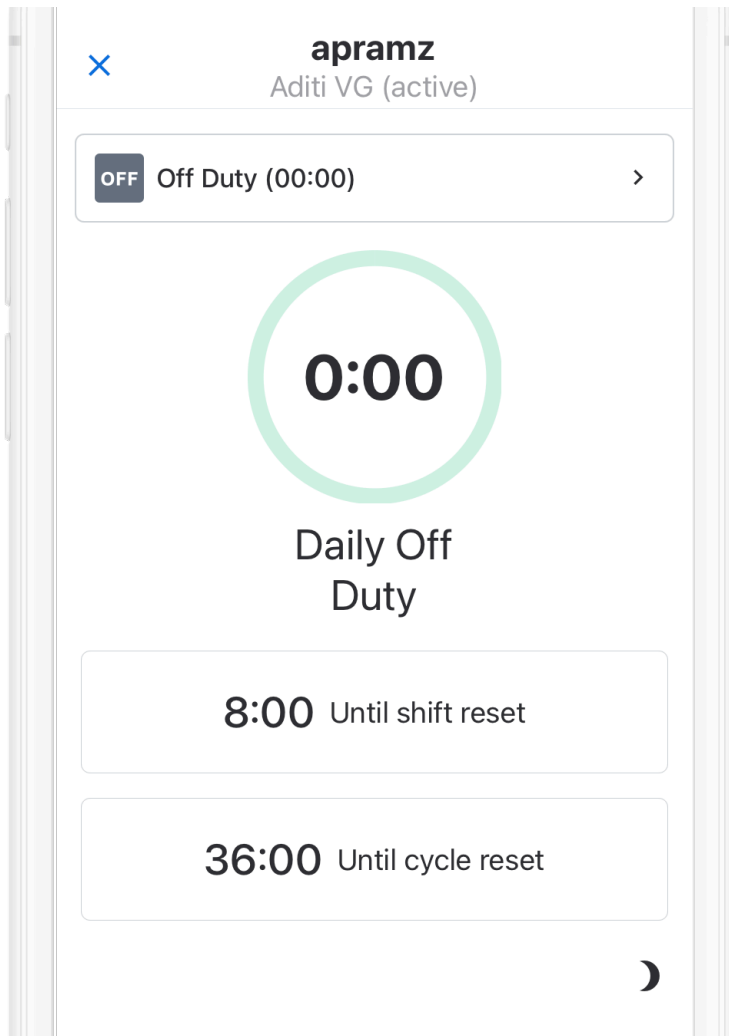 apramz
Aditi VG (active)
OFF Off Duty (00:00)
0:00
Daily Off
Duty
8:00 Until shift reset
36:00 Until cycle reset